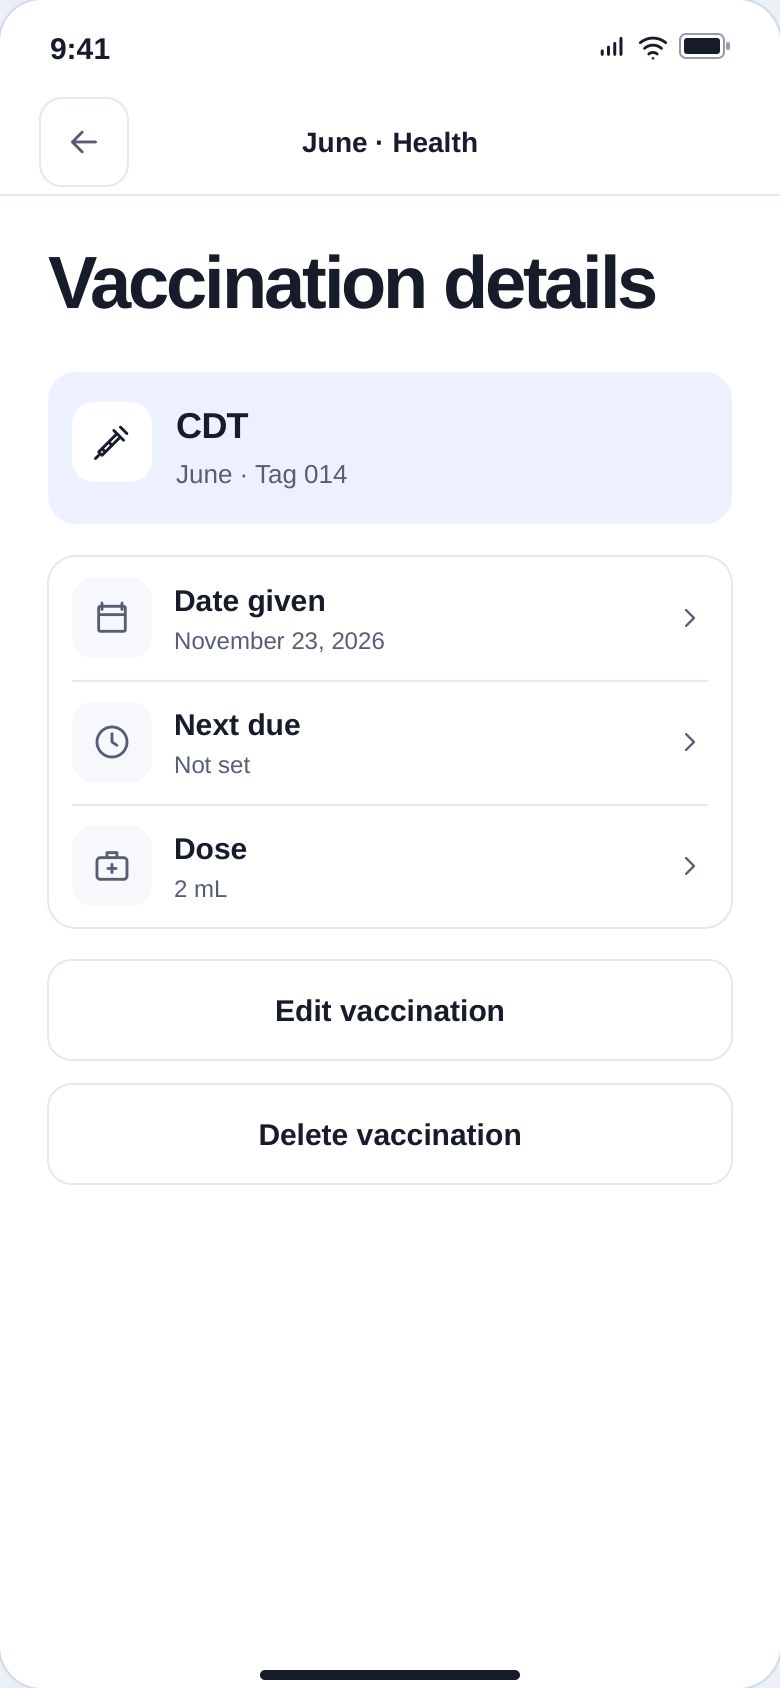 9:41
June · Health
Vaccination details
CDT
June · Tag 014
Date given
November 23, 2026
Next due
Not set
Dose
2 mL
Edit vaccination
Delete vaccination